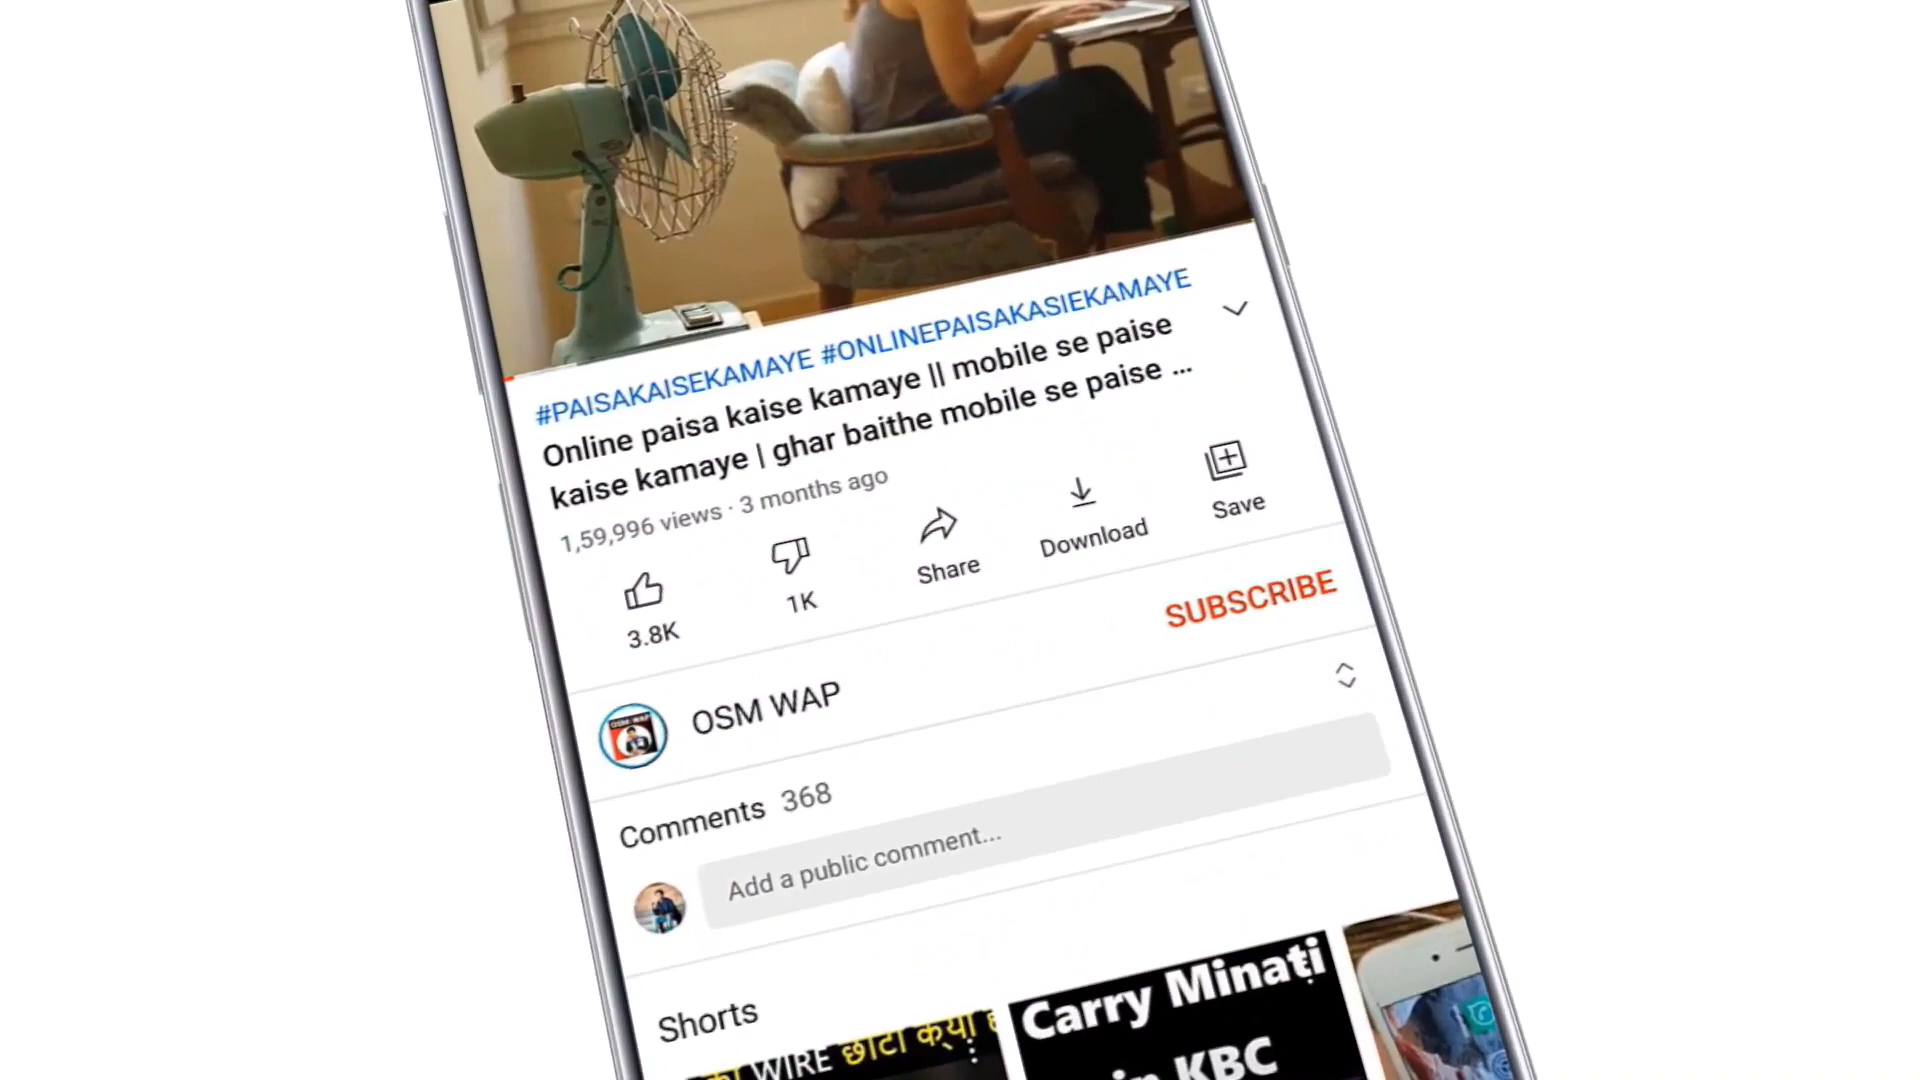 #PAISAKAISEKAMAYE #ONLINEPAISAKASIEKAMAYE
Online paisa kaise kamaye || mobile se paise
kaise kamaye | ghar baithe mobile se paise ...
1,59,996 views · 3 months ago
3.8K
1K
Share
Download
Save
OSM WAP
SUBSCRIBE
Comments 368
Add a public comment...
Shorts
WIRE छोटा क्यों
Carry Minati
in KBC